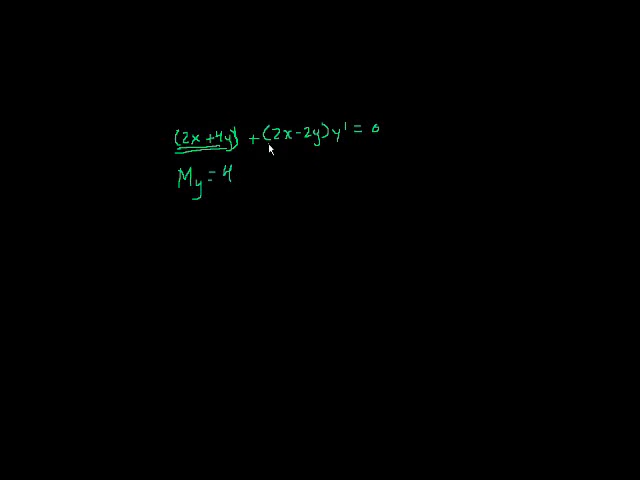 (2x + 4y) + (2x - 2y) y' = 0
My = 4